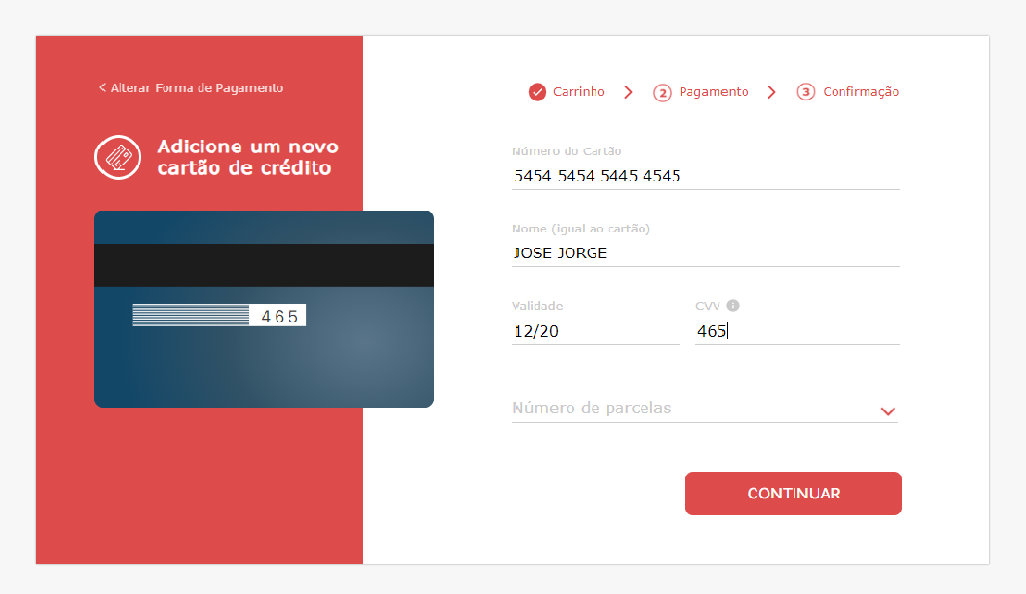 < Alterar Forma de Pagamento
Adicione um novo
cartão de crédito
465
Carrinho
2 Pagamento
3 Confirmação
Número do Cartão
5454 5454 5445 4545
Nome (igual ao cartão)
JOSE JORGE
Validade
12/20
CVV
465
Número de parcelas
CONTINUAR